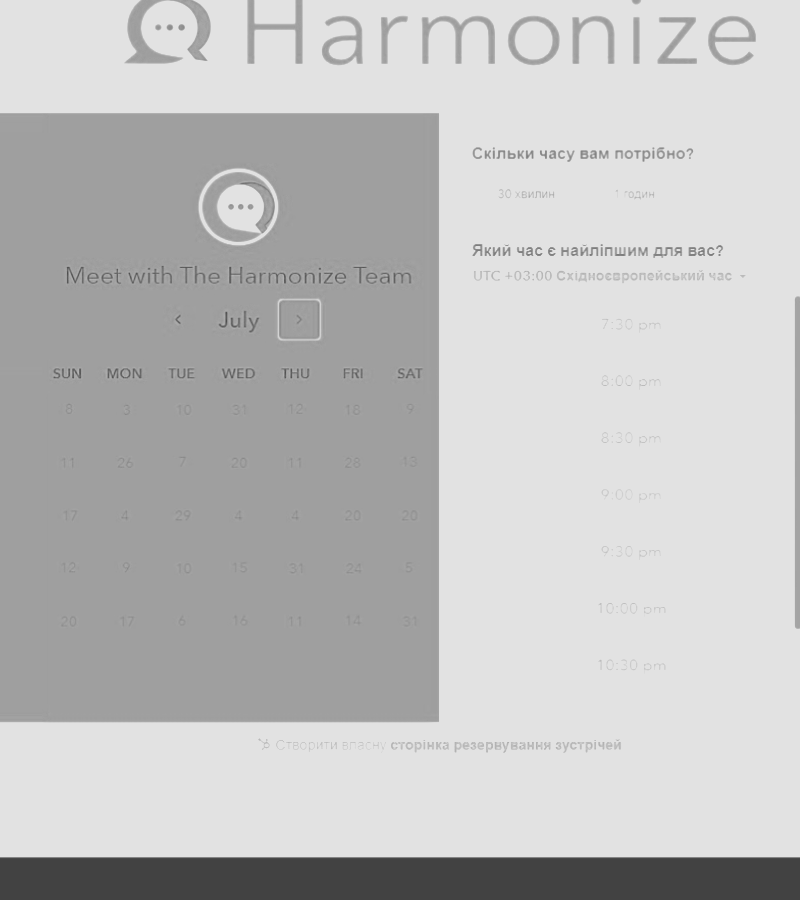 Harmonize
Meet with The Harmonize Team
July
SUN MON TUE WED THU FRI SAT
8 3 10 31 12 18 9
11 26 7 20 11 28 13
17 4 29 4 4 20 20
12 9 10 15 31 24 5
20 17 6 16 11 14 31
Скільки часу вам потрібно?
30 хвилин 1 годин
Який час є найліпшим для вас?
UTC +03:00 Східноєвропейський час
7:30 pm
8:00 pm
8:30 pm
9:00 pm
9:30 pm
10:00 pm
10:30 pm
Створити власну сторінка резервування зустрічей